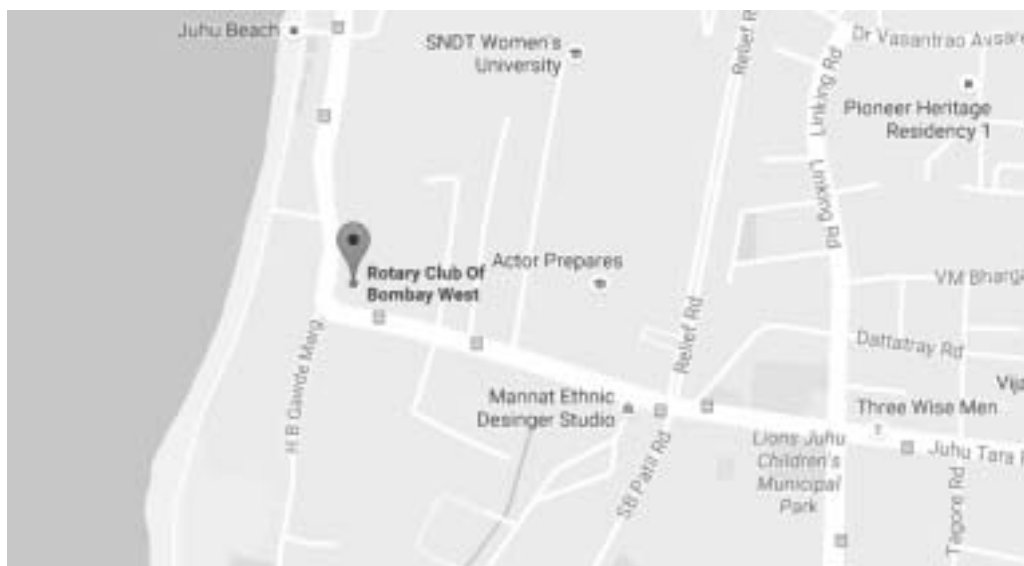 Juhu Beach
SNDT Women's
University
Relief R
Linking Rd
Dr Vasantrao Avsare
Pioneer Heritage
Residency 1
Linking Rd
Rotary Club Of
Bombay West
Actor Prepares
VM Bharga
H B Gawde Marg
Relief Rd
Dattatray Rd
Vija
Mannat Ethnic
Desinger Studio
Three Wise Men
SB Patil Rd
Lions Juhu
Children's
Municipal
Park
Juhu Tara R
Tagore Rd